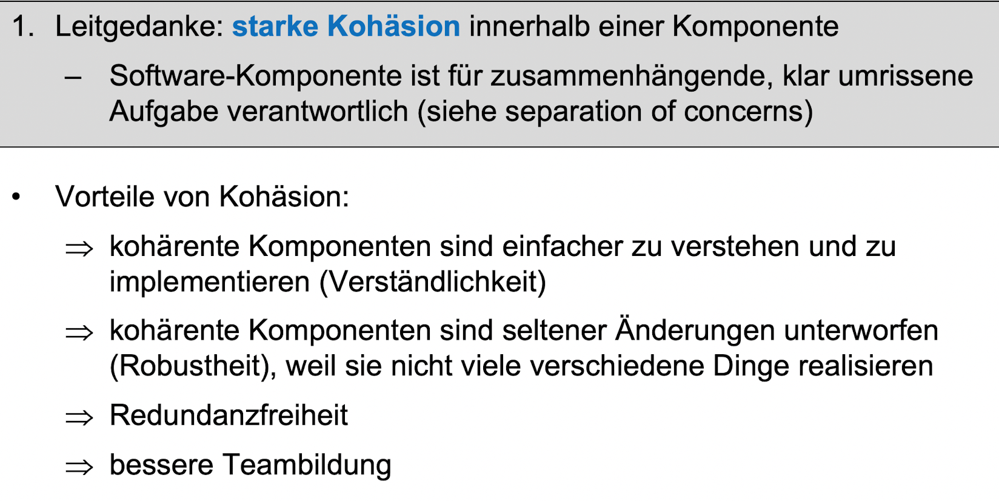 1. Leitgedanke: starke Kohäsion innerhalb einer Komponente
– Software-Komponente ist für zusammenhängende, klar umrissene
Aufgabe verantwortlich (siehe separation of concerns)
• Vorteile von Kohäsion:
⇒ kohärente Komponenten sind einfacher zu verstehen und zu
implementieren (Verständlichkeit)
⇒ kohärente Komponenten sind seltener Änderungen unterworfen
(Robustheit), weil sie nicht viele verschiedene Dinge realisieren
⇒ Redundanzfreiheit
⇒ bessere Teambildung